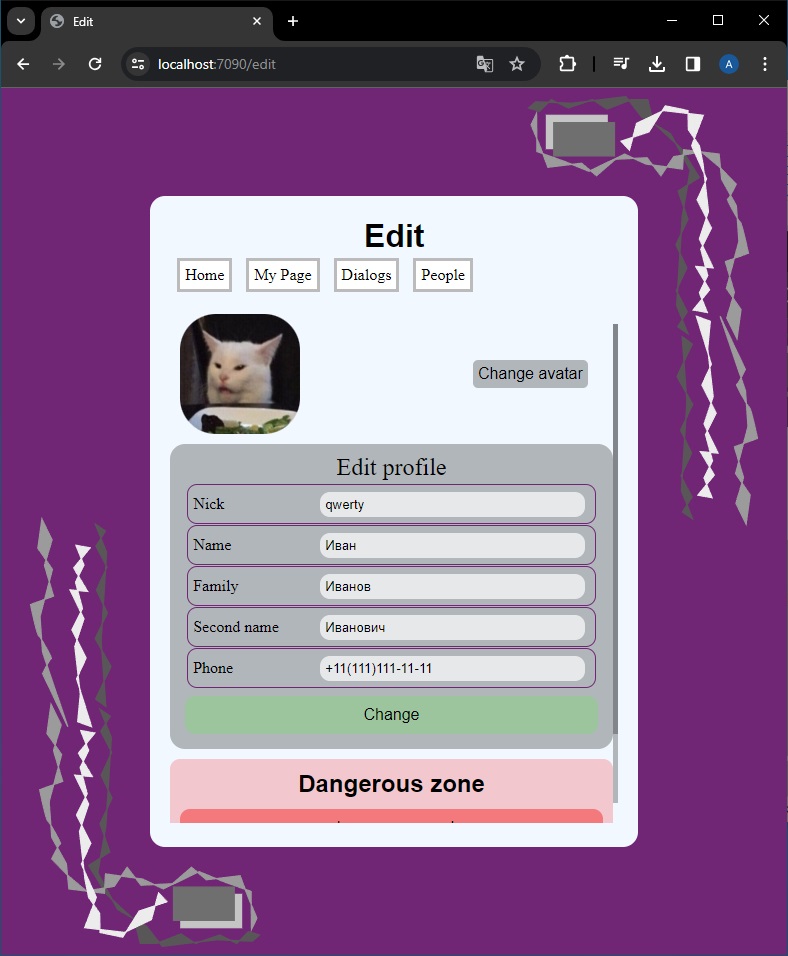 Edit
localhost:7090/edit
A
Edit
Home My Page Dialogs People
Change avatar
Edit profile
Nick qwerty
Name Иван
Family Иванов
Second name Иванович
Phone +11(111)111-11-11
Change
Dangerous zone